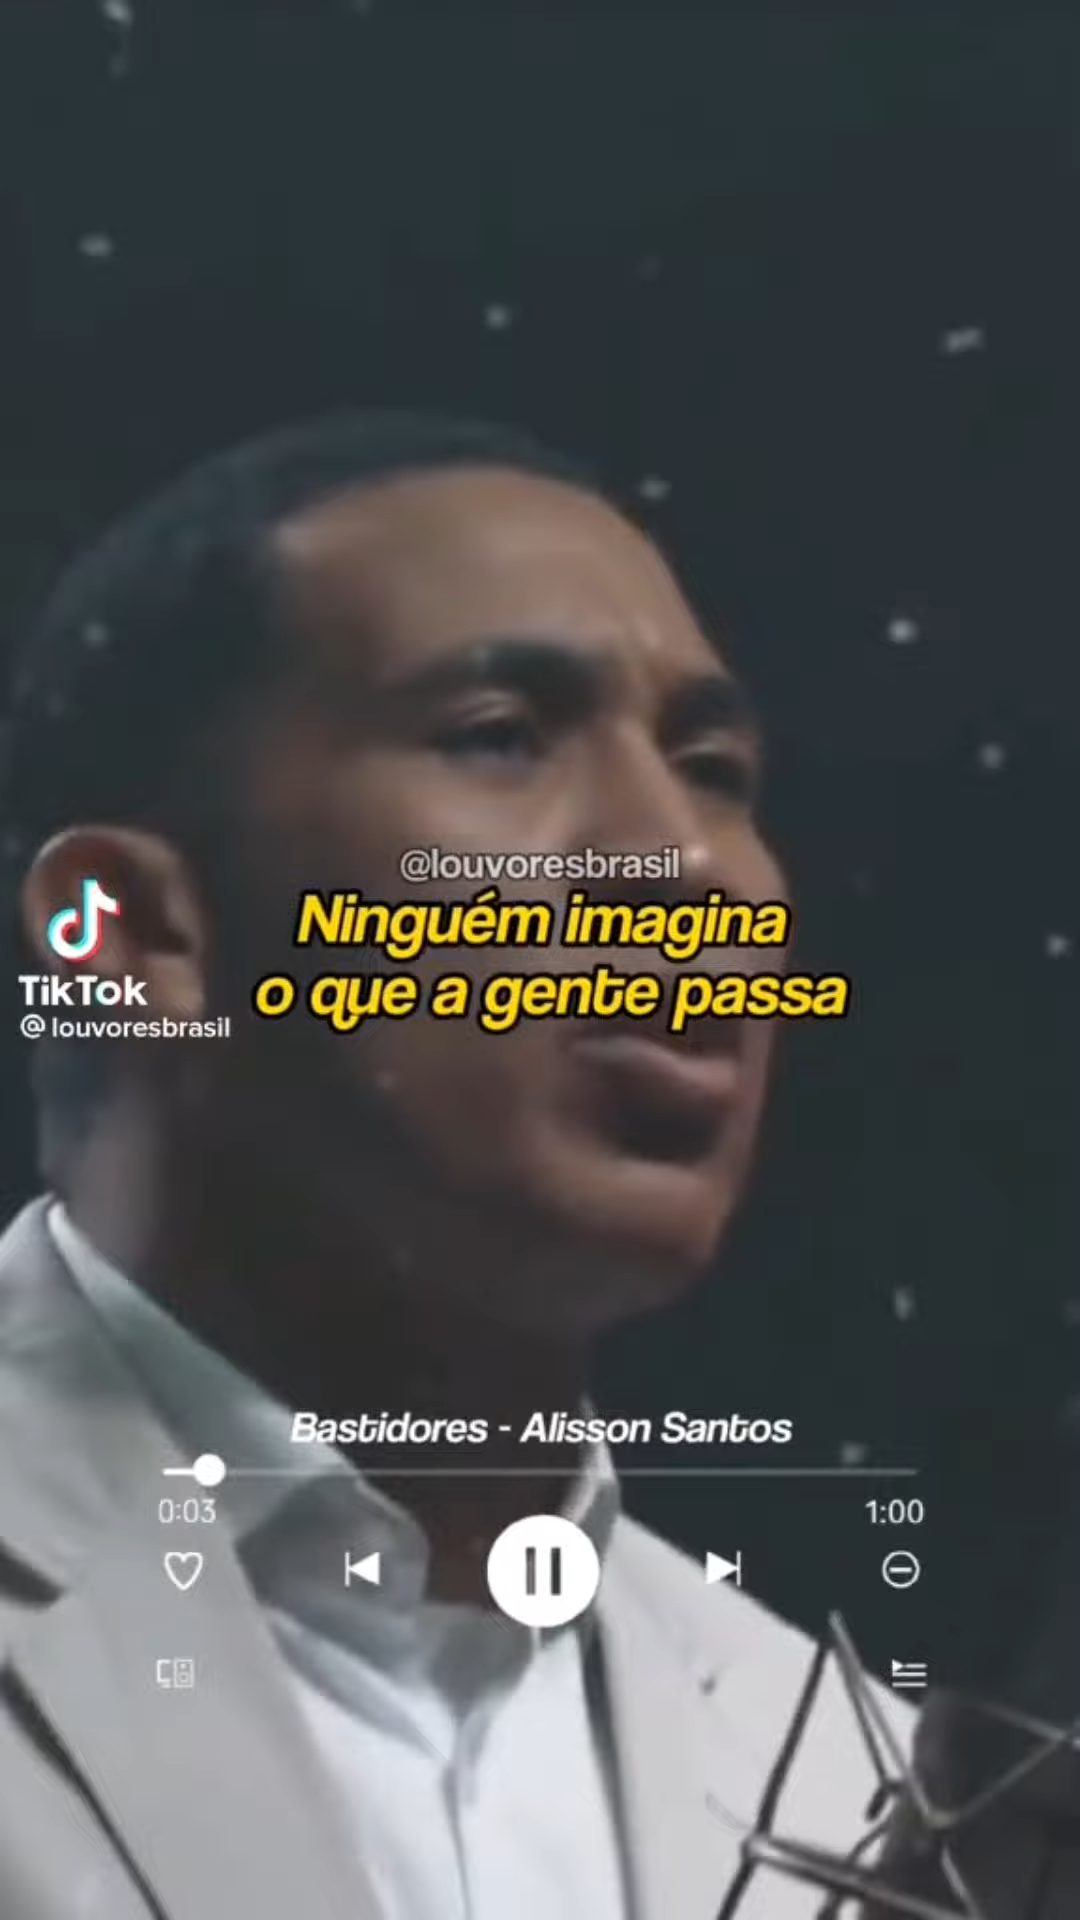 @louvoresbrasil
Ninguém imagina
o que a gente passa
TikTok
@louvoresbrasil
Bastidores - Alisson Santos
0:03
1:00